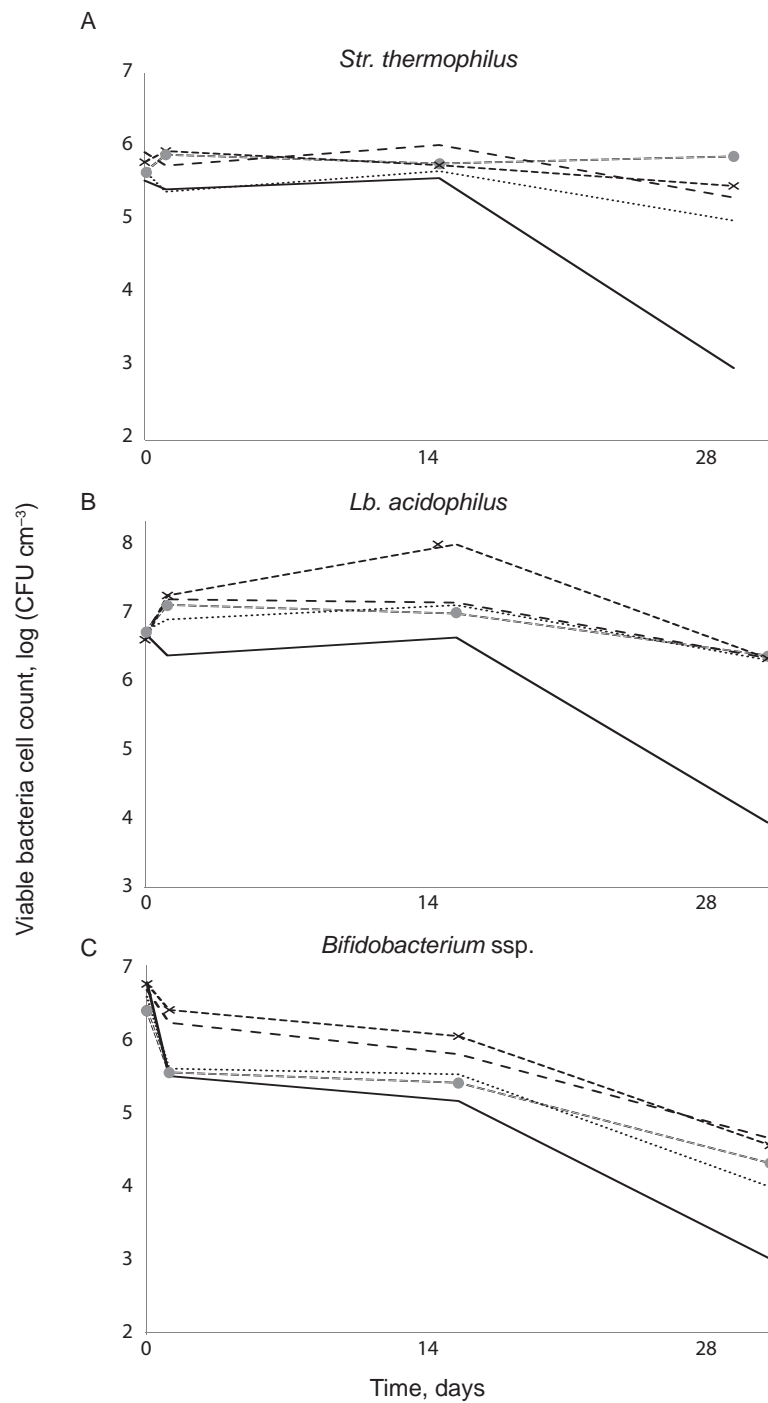 A
Str. thermophilus
7
6
5
4
3
2
0 14 28
B
Lb. acidophilus
8
7
6
5
4
3
0 14 28
C
Bifidobacterium ssp.
7
6
5
4
3
2
0 14 28
Time, days
Viable bacteria cell count, log (CFU cm⁻³)